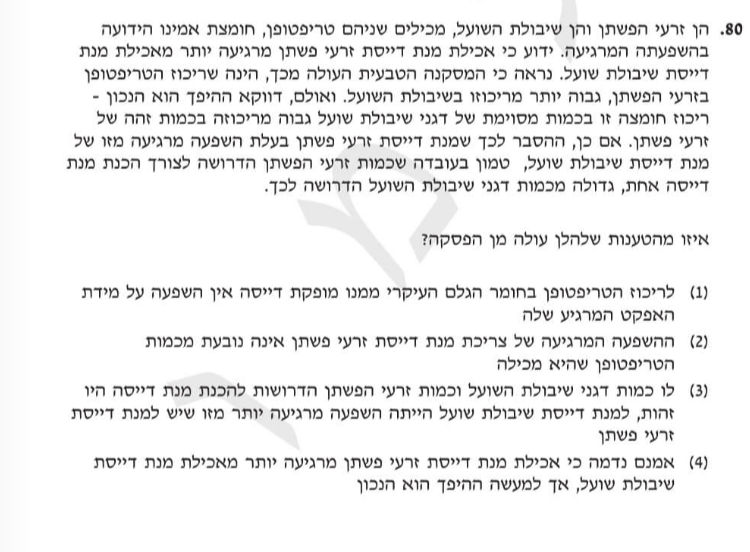 80. הן זרעי הפשתן והן שיבולת השועל, מכילים שניהם טריפטופן, חומצת אמינו הידועה
בהשפעתה המרגיעה. ידוע כי אכילת מנת דייסת זרעי פשתן מרגיעה יותר מאכילת מנת
דייסת שיבולת שועל. נראה כי המסקנה הטבעית העולה מכך, הינה שריכוז הטריפטופן
בזרעי הפשתן, גבוה יותר מריכוזו בשיבולת השועל. ואולם, דווקא ההיפך הוא הנכון -
ריכוז חומצה זו בכמות מסוימת של דגני שיבולת שועל גבוה מריכוזה בכמות זהה של
זרעי פשתן. אם כן, ההסבר לכך שמנת דייסת זרעי פשתן בעלת השפעה מרגיעה מזו של
מנת דייסת שיבולת שועל, טמון בעובדה שכמות זרעי הפשתן הדרושה לצורך הכנת מנת
דייסה אחת, גדולה מכמות דגני שיבולת השועל הדרושה לכך.
איזו מהטענות שלהלן עולה מן הפסקה?
(1) לריכוז הטריפטופן בחומר הגלם העיקרי ממנו מופקת דייסה אין השפעה על מידת
האפקט המרגיע שלה
(2) ההשפעה המרגיעה של צריכת מנת דייסת זרעי פשתן אינה נובעת מכמות
הטריפטופן שהיא מכילה
(3) לו כמות דגני שיבולת השועל וכמות זרעי הפשתן הדרושות להכנת מנת דייסה היו
זהות, למנת דייסת שיבולת שועל הייתה השפעה מרגיעה יותר מזו שיש למנת דייסת
זרעי פשתן
(4) אמנם נדמה כי אכילת מנת דייסת זרעי פשתן מרגיעה יותר מאכילת מנת דייסת
שיבולת שועל, אך למעשה ההיפך הוא הנכון